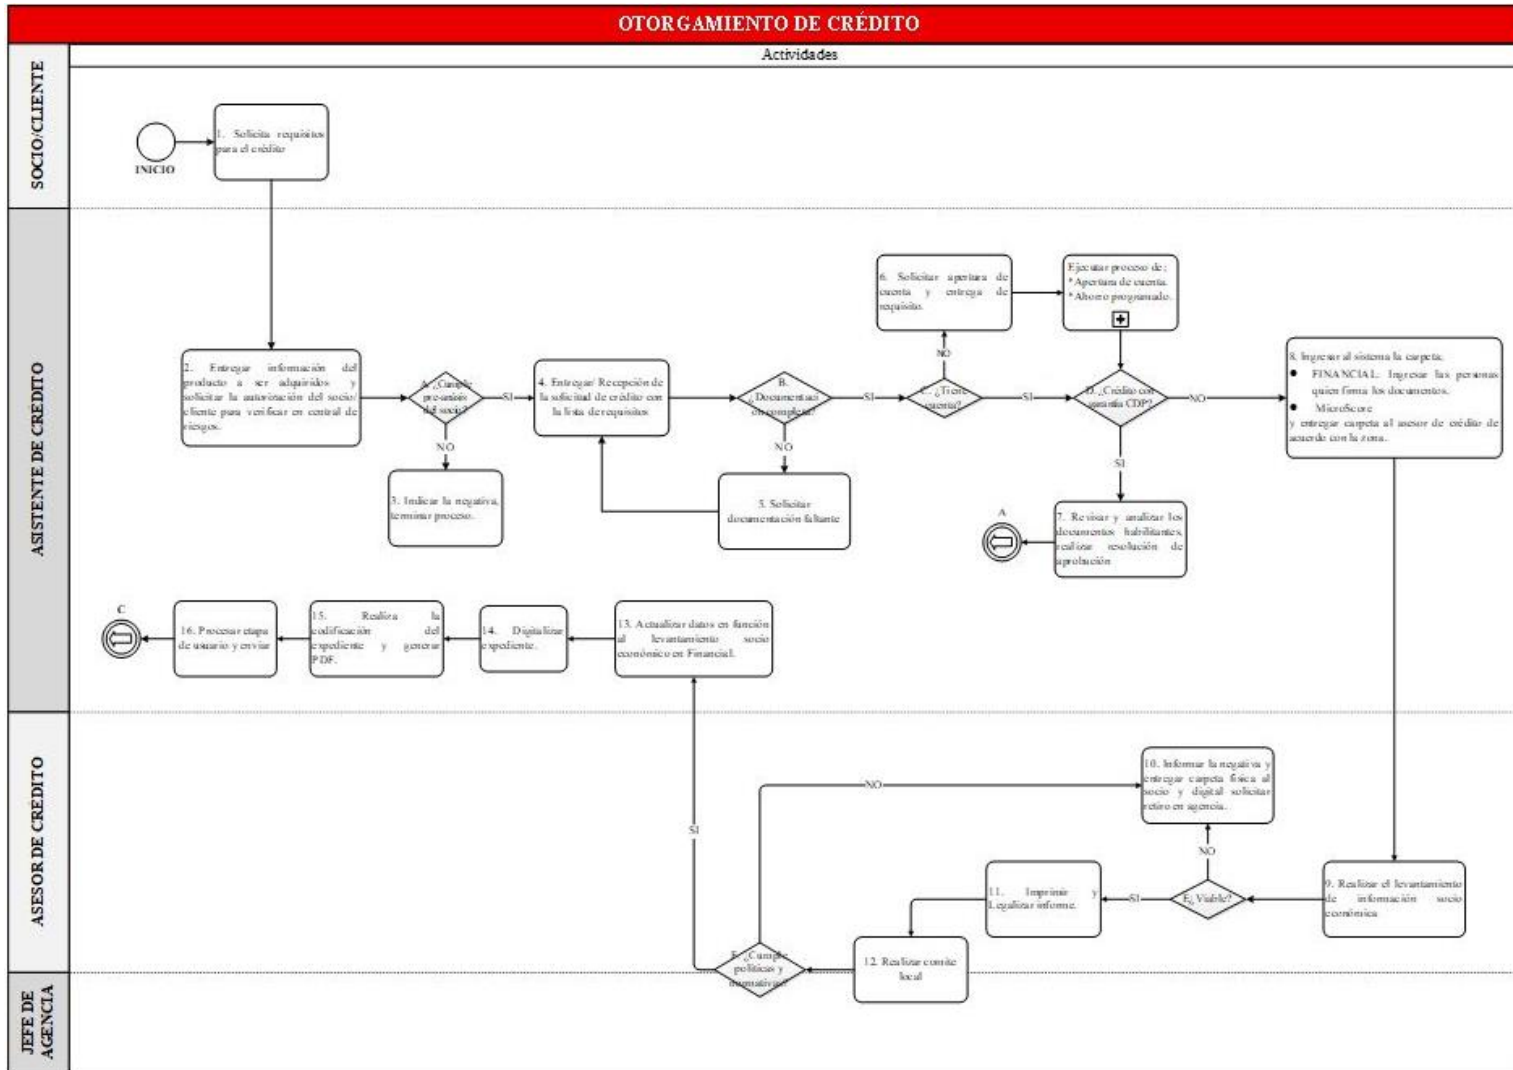 OTORGAMIENTO DE CRÉDITO
Actividades
SOCIO/CLIENTE
INICIO
1. Solicita requisitos
para el crédito
ASISTENTE DE CREDITO
2. Entregar información del
producto a ser adquiridos y
solicitar la autorización del socio/
cliente para verificar en central de
riesgos.
A. ¿Cumple
pre-anisis
del socio?
SI
NO
3. Indicar la negativa,
terminar proceso.
4. Entregar/ Recepción de
la solicitud de crédito con
la lista de requisitos
B.
¿Documentaci
ón completa?
SI
NO
5. Solicitar
documentación faltante
C. ¿Tiene
cuenta?
NO
SI
6. Solicitar apertura de
cuenta y entrega de
requisito.
Ejecutar proceso de;
*Apertura de cuenta.
*Ahorro programado.
D. ¿Crédito con
garantía CDP?
NO
SI
7. Revisar y analizar los
documentos habilitantes,
realizar resolución de
aprobación
A
8. Ingresar al sistema la carpeta;
● FINANCIAL: Ingresar las personas
quien firma los documentos.
● MicroScore
y entregar carpeta al asesor de crédito de
acuerdo con la zona.
C
16. Procesar etapa
de usuario y enviar
15. Realiza la
codificación del
expediente y generar
PDF.
14. Digitalizar
expediente.
13. Actualizar datos en función
al levantamiento socio
económico en Financial.
ASESOR DE CRÉDITO
SI
NO
10. Informar la negativa y
entregar carpeta física al
socio y digital solicitar
retiro en agencia.
NO
9. Realizar el levantamiento
de información socio
económica
E¿ Viable?
SI
11. Imprimir y
Legalizar informe.
12. Realizar comite
local
F. ¿Cumple
políticas y
normativas?
JEFE DE
AGENCIA